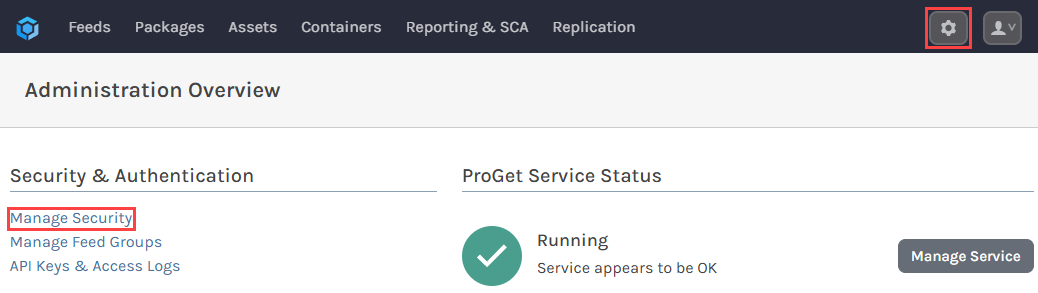 Feeds Packages Assets Containers Reporting & SCA Replication
Administration Overview
Security & Authentication
Manage Security
Manage Feed Groups
API Keys & Access Logs
ProGet Service Status
Running
Service appears to be OK
Manage Service